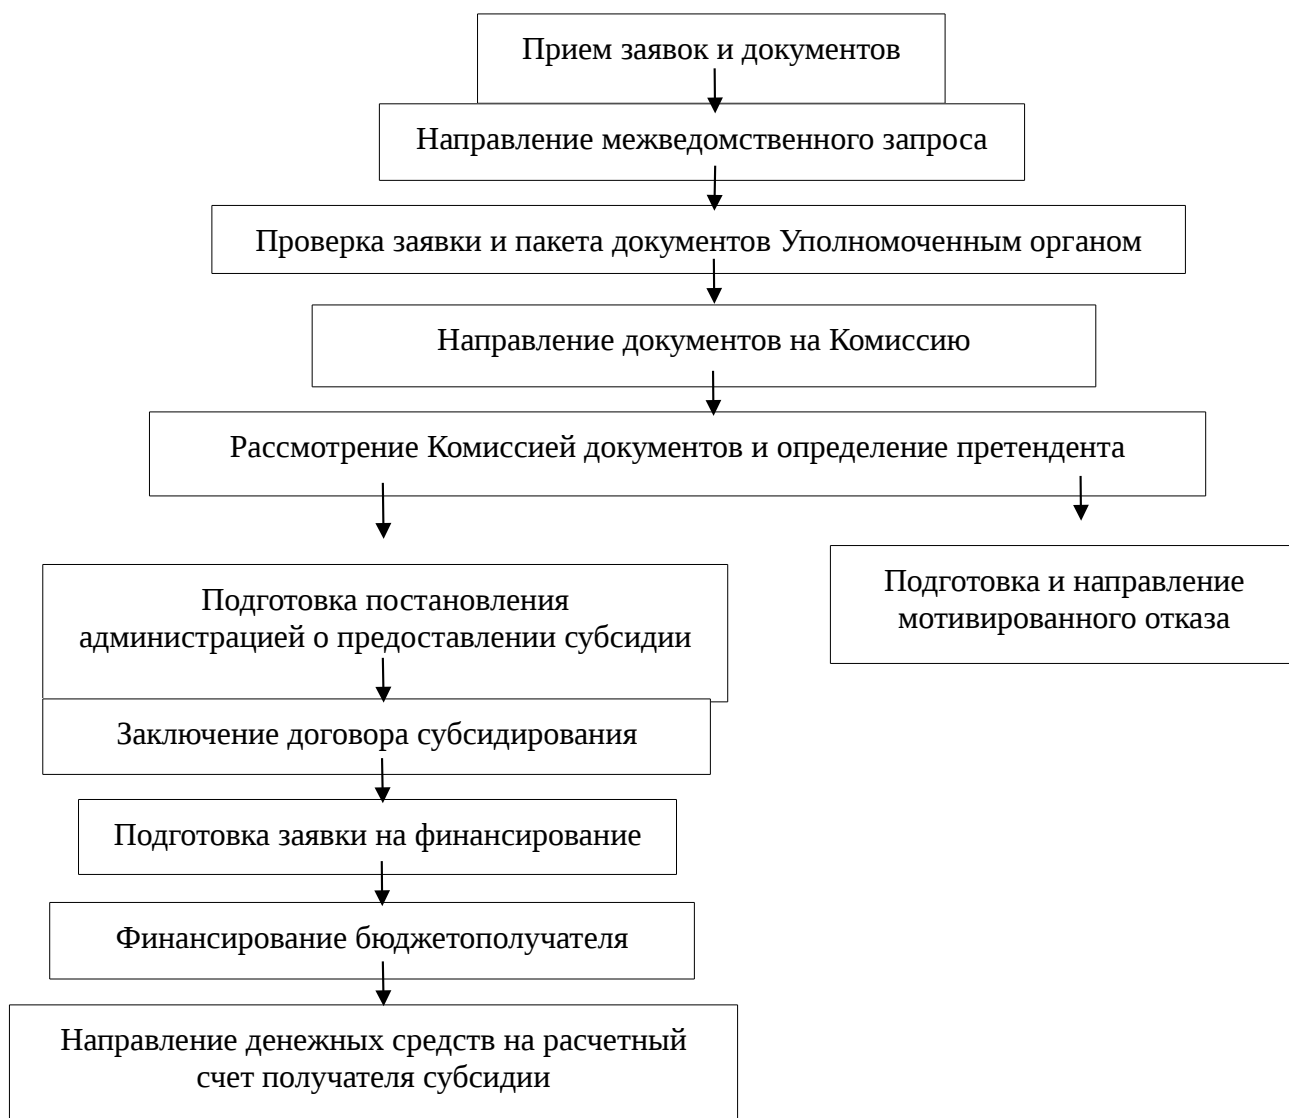 Прием заявок и документов
Направление межведомственного запроса
Проверка заявки и пакета документов Уполномоченным органом
Направление документов на Комиссию
Рассмотрение Комиссией документов и определение претендента
Подготовка постановления
администрацией о предоставлении субсидии
Подготовка и направление
мотивированного отказа
Заключение договора субсидирования
Подготовка заявки на финансирование
Финансирование бюджетополучателя
Направление денежных средств на расчетный
счет получателя субсидии